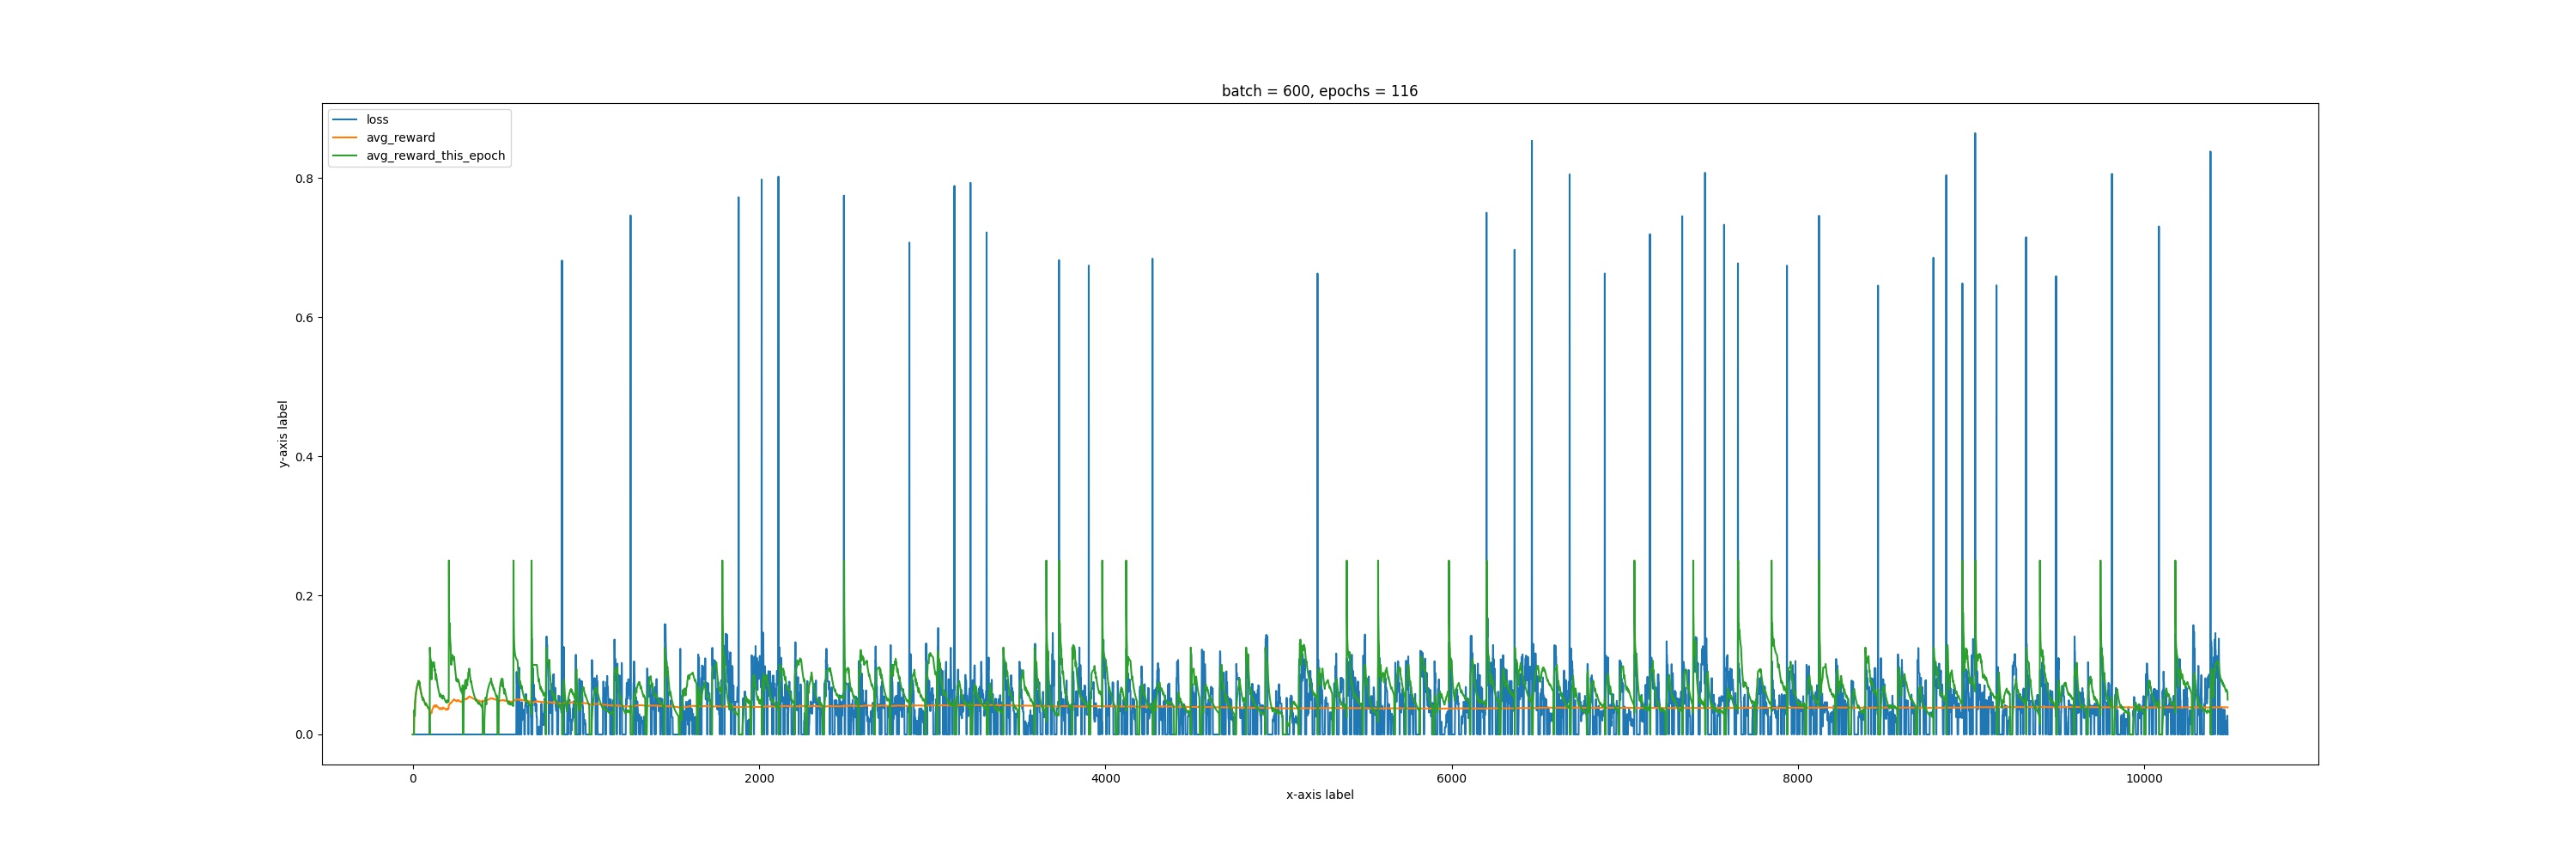 batch = 600, epochs = 116
loss
avg_reward
avg_reward_this_epoch
0.8
0.6
0.4
0.2
0.0
y-axis label
0 2000 4000 6000 8000 10000
x-axis label